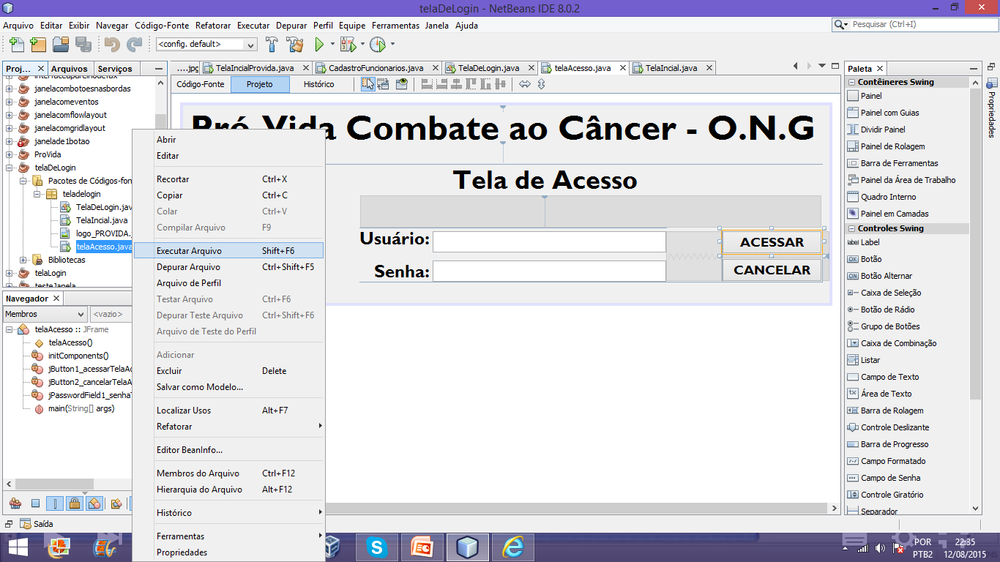 telaDeLogin - NetBeans IDE 8.0.2
Arquivo Editar Exibir Navegar Código-Fonte Refatorar Executar Depurar Perfil Equipe Ferramentas Janela Ajuda
Pesquisar (Ctrl+I)
<config. default>
Proj... Arquivos Serviços
....jpg TelaIncialProvida.java CadastroFuncionarios.java TelaDeLogin.java telaAcesso.java TelaIncial.java
Código-Fonte Projeto Histórico
janelacombotoesnasbordas
janelacomeventos
janelacomflowlayout
janelacomgridlayout
janelade1botao
ProVida
telaDeLogin
Pacotes de Códigos-fon
teladelogin
TelaDeLogin.jav
TelaIncial.java
logo_PROVIDA.
telaAcesso.java
Bibliotecas
telaLogin
testeJanela
Navegador
Membros <vazio>
telaAcesso :: JFrame
telaAcesso()
initComponents()
jButton1_acessarTelaAc
jButton2_cancelarTelaA
jPasswordField1_senhaT
main(String[] args)
Saída
Abrir
Editar
Recortar Ctrl+X
Copiar Ctrl+C
Colar Ctrl+V
Compilar Arquivo F9
Executar Arquivo Shift+F6
Depurar Arquivo Ctrl+Shift+F5
Arquivo de Perfil
Testar Arquivo Ctrl+F6
Depurar Teste Arquivo Ctrl+Shift+F6
Arquivo de Teste do Perfil
Adicionar
Excluir Delete
Salvar como Modelo...
Localizar Usos Alt+F7
Refatorar
Editor BeanInfo...
Membros do Arquivo Ctrl+F12
Hierarquia do Arquivo Alt+F12
Histórico
Ferramentas
Propriedades
Pró-Vida Combate ao Câncer - O.N.G
Tela de Acesso
Usuário:
ACESSAR
Senha:
CANCELAR
Paleta
Contêineres Swing
Painel
Painel com Guias
Dividir Painel
Painel de Rolagem
Barra de Ferramentas
Painel da Área de Trabalho
Quadro Interno
Painel em Camadas
Controles Swing
label Label
OK Botão
ON Botão Alternar
Caixa de Seleção
Botão de Rádio
Grupo de Botões
Caixa de Combinação
Listar
Campo de Texto
Área de Texto
Barra de Rolagem
Controle Deslizante
Barra de Progresso
Campo Formatado
Campo de Senha
Controle Giratório
Separador
Propriedades
POR
PTB2
22:35
12/08/2015